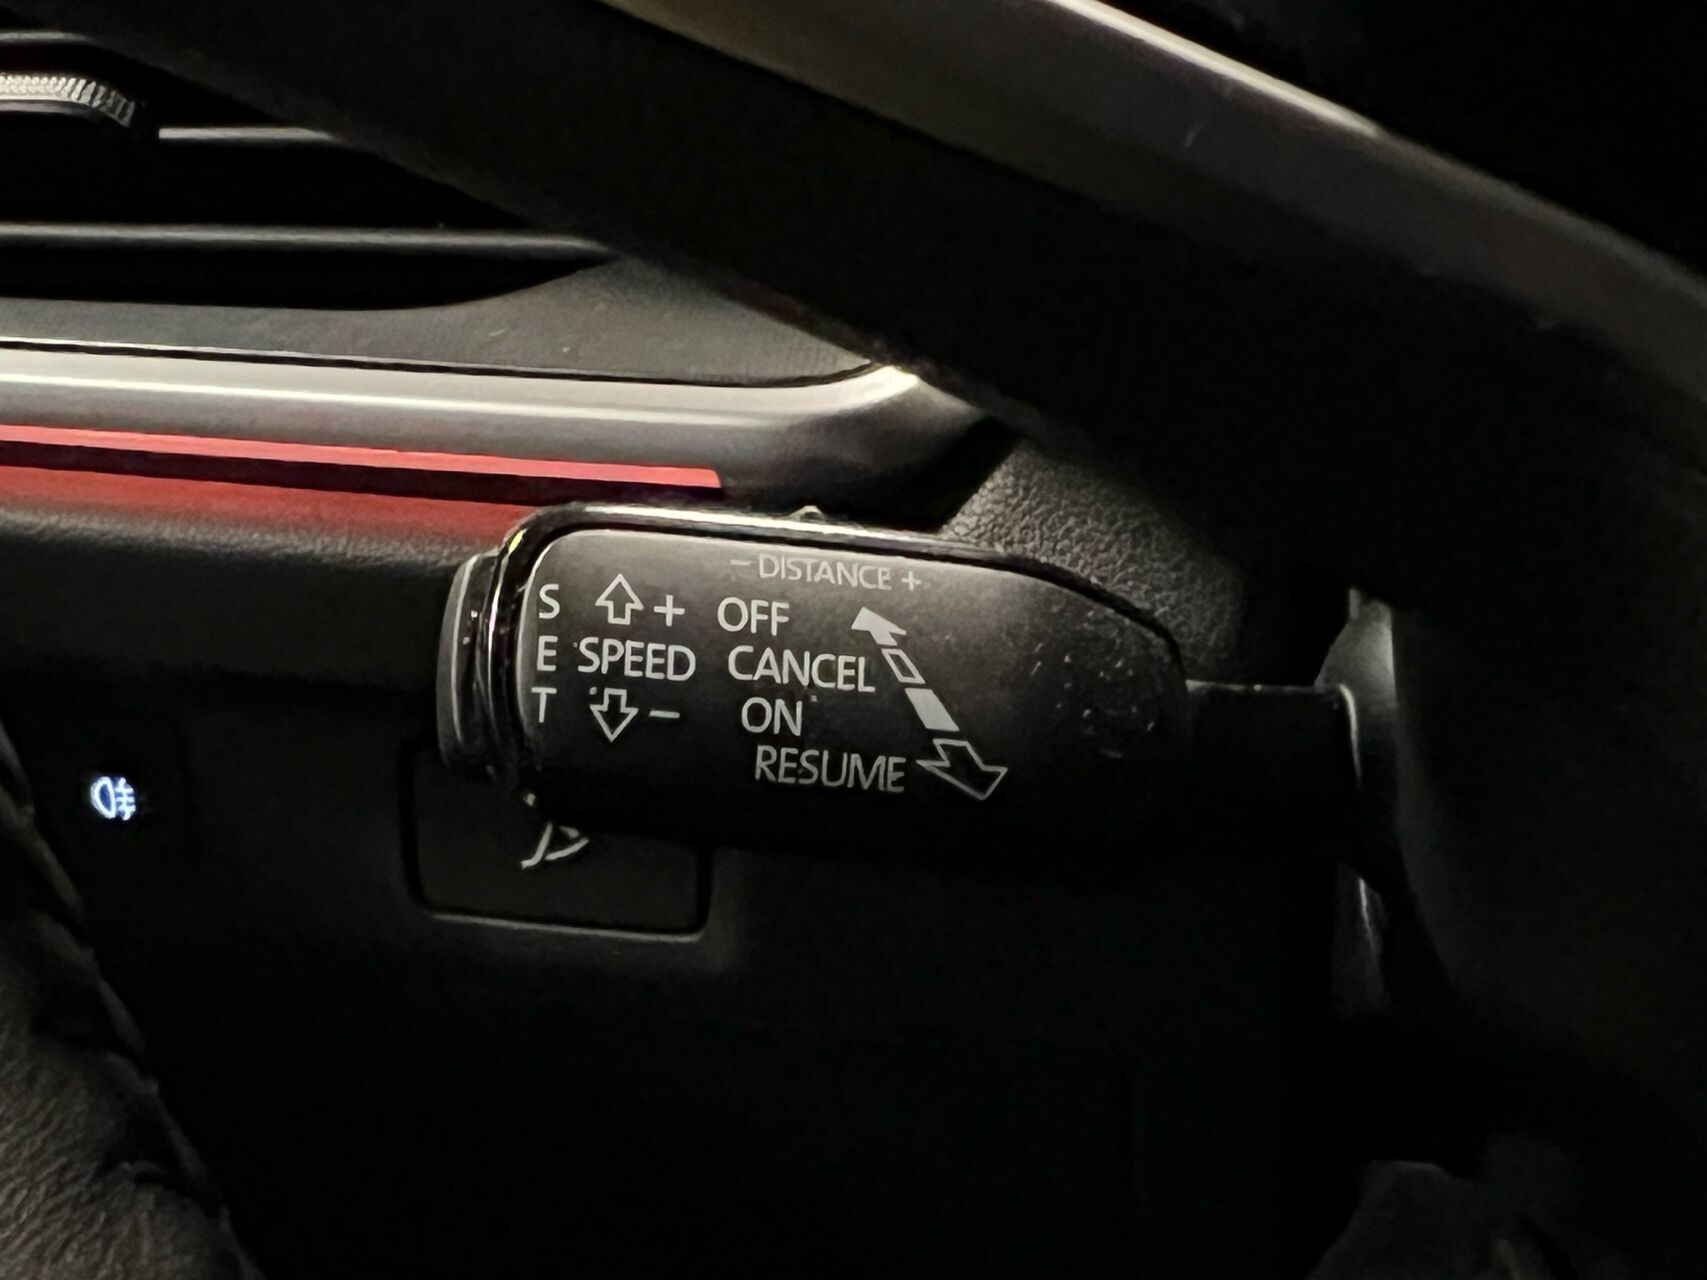 - DISTANCE +
S + OFF
E SPEED CANCEL
T - ON
RESUME